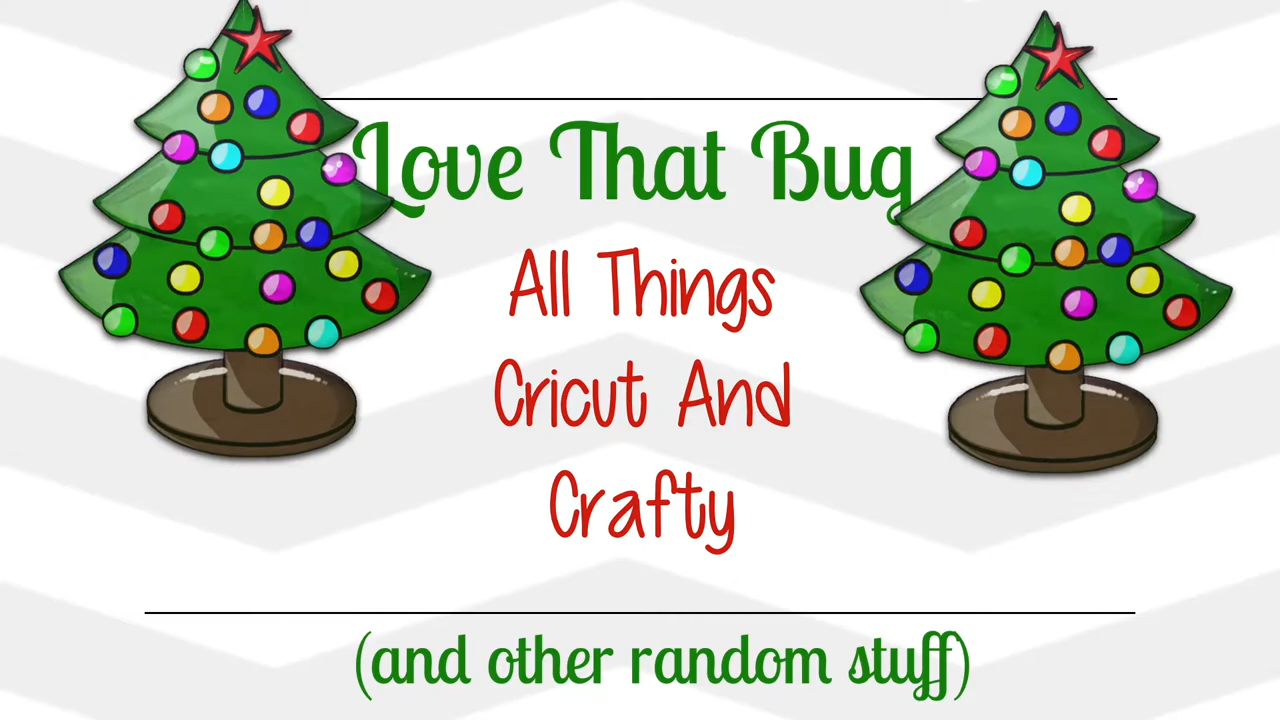 Love That Bug
All Things
Cricut And
Crafty
(and other random stuff)